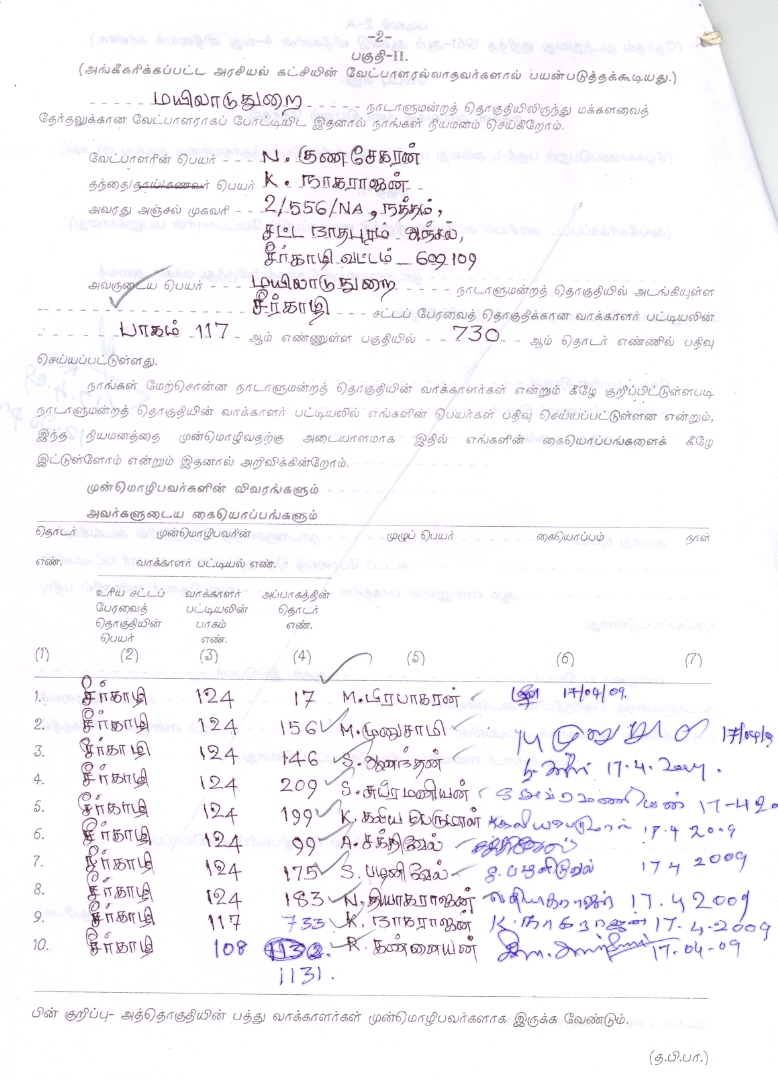 -2-
பகுதி-II.
(அங்கீகரிக்கப்பட்ட அரசியல் கட்சியின் வேட்பாளரல்லாதவர்களால் பயன்படுத்தக்கூடியது.)
மயிலாடுதுறை நாடாளுமன்றத் தொகுதியிலிருந்து மக்களவைத்
தேர்தலுக்கான வேட்பாளராகப் போட்டியிட இதனால் நாங்கள் நியமனம் செய்கிறோம்.
வேட்பாளரின் பெயர் N. குணசேகரன்
தந்தை/தாய்/கணவர் பெயர் K. நாகராஜன்
அவரது அஞ்சல் முகவரி 2/556/NA, நத்தம்,
சட்டநாதபுரம் அஞ்சல்,
சீர்காழி வட்டம் - 609109
அவருடைய பெயர் மயிலாடுதுறை நாடாளுமன்றத் தொகுதியில் அடங்கியுள்ள
சீர்காழி சட்டப் பேரவைத் தொகுதிக்கான வாக்காளர் பட்டியலின்
பாகம் 117 ஆம் எண்ணுள்ள பகுதியில் 730 ஆம் தொடர் எண்ணில் பதிவு
செய்யப்பட்டுள்ளது.
நாங்கள் மேற்சொன்ன நாடாளுமன்றத் தொகுதியின் வாக்காளர்கள் என்றும் கீழே குறிப்பிட்டுள்ளபடி
நாடாளுமன்றத் தொகுதியின் வாக்காளர் பட்டியலில் எங்களின் பெயர்கள் பதிவு செய்யப்பட்டுள்ளன என்றும்,
இந்த நியமனத்தை முன்மொழிவதற்கு அடையாளமாக இதில் எங்களின் கையொப்பங்களைக் கீழே
இட்டுள்ளோம் என்றும் இதனால் அறிவிக்கின்றோம்.
முன்மொழிபவர்களின் விவரங்களும்
அவர்களுடைய கையொப்பங்களும்
தொடர் முன்மொழிபவரின் முழுப் பெயர் கையொப்பம் நாள்
எண். வாக்காளர் பட்டியல் எண்.
உரிய சட்டப் வாக்காளர் அப்பாகத்தின்
பேரவைத் பட்டியலின் தொடர்
தொகுதியின் பாகம் எண்.
பெயர் எண்.
(1) (2) (3) (4) (5) (6) (7)
1. சீர்காழி 124 17 M. பிரபாகரன் 17/04/09.
2. சீர்காழி 124 156 M. முனுசாமி M முனுசாமி 17/04/9
3. சீர்காழி 124 146 S. ஆனந்தன் 17.4.2009.
4. சீர்காழி 124 209 S. சுப்ரமணியன் 17-4-20
5. சீர்காழி 124 199 K. கலியபெருமாள் கலியபெருமாள் 17.4 2009
6. சீர்காழி 124 99 A. சக்திவேல் சக்திவேல்
7. சீர்காழி 124 175 S. பழனிவேல் S. பழனிவேல் 17 4 2009
8. சீர்காழி 124 183 N. தியாகராஜன் 17.4 2009
9. சீர்காழி 117 733 K. நாகராஜன் K. நாகராஜன் 17-4-2009
10. சீர்காழி 108 R. கண்ணையன் 17-04-09
1131.
பின் குறிப்பு- அத்தொகுதியின் பத்து வாக்காளர்கள் முன்மொழிபவர்களாக இருக்க வேண்டும்.
(த.பி.பா.)